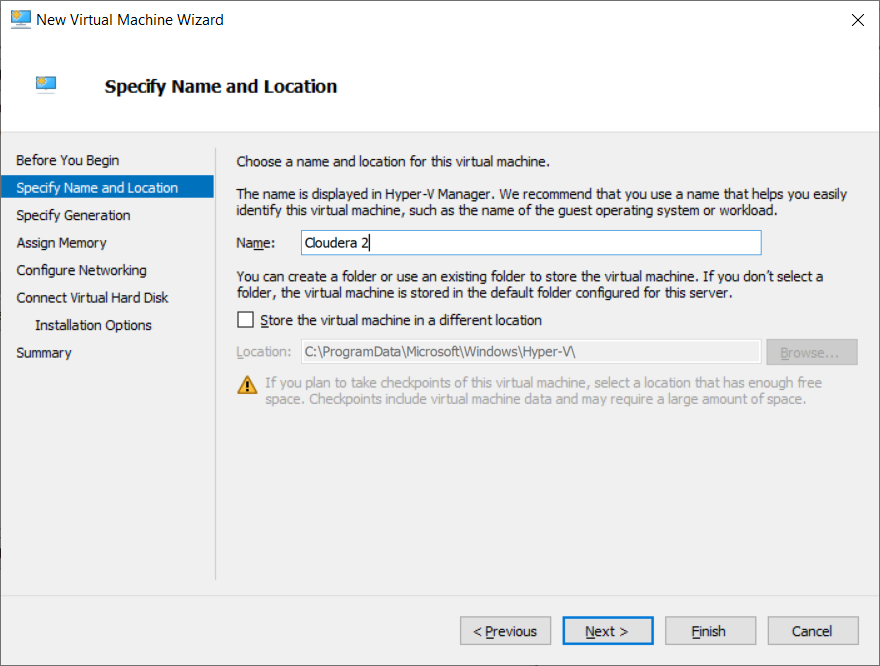 New Virtual Machine Wizard
Specify Name and Location
Before You Begin
Specify Name and Location
Specify Generation
Assign Memory
Configure Networking
Connect Virtual Hard Disk
Installation Options
Summary
Choose a name and location for this virtual machine.
The name is displayed in Hyper-V Manager. We recommend that you use a name that helps you easily
identify this virtual machine, such as the name of the guest operating system or workload.
Name: Cloudera 2
You can create a folder or use an existing folder to store the virtual machine. If you don't select a
folder, the virtual machine is stored in the default folder configured for this server.
Store the virtual machine in a different location
Location: C:\ProgramData\Microsoft\Windows\Hyper-V\ Browse...
If you plan to take checkpoints of this virtual machine, select a location that has enough free
space. Checkpoints include virtual machine data and may require a large amount of space.
< Previous Next > Finish Cancel